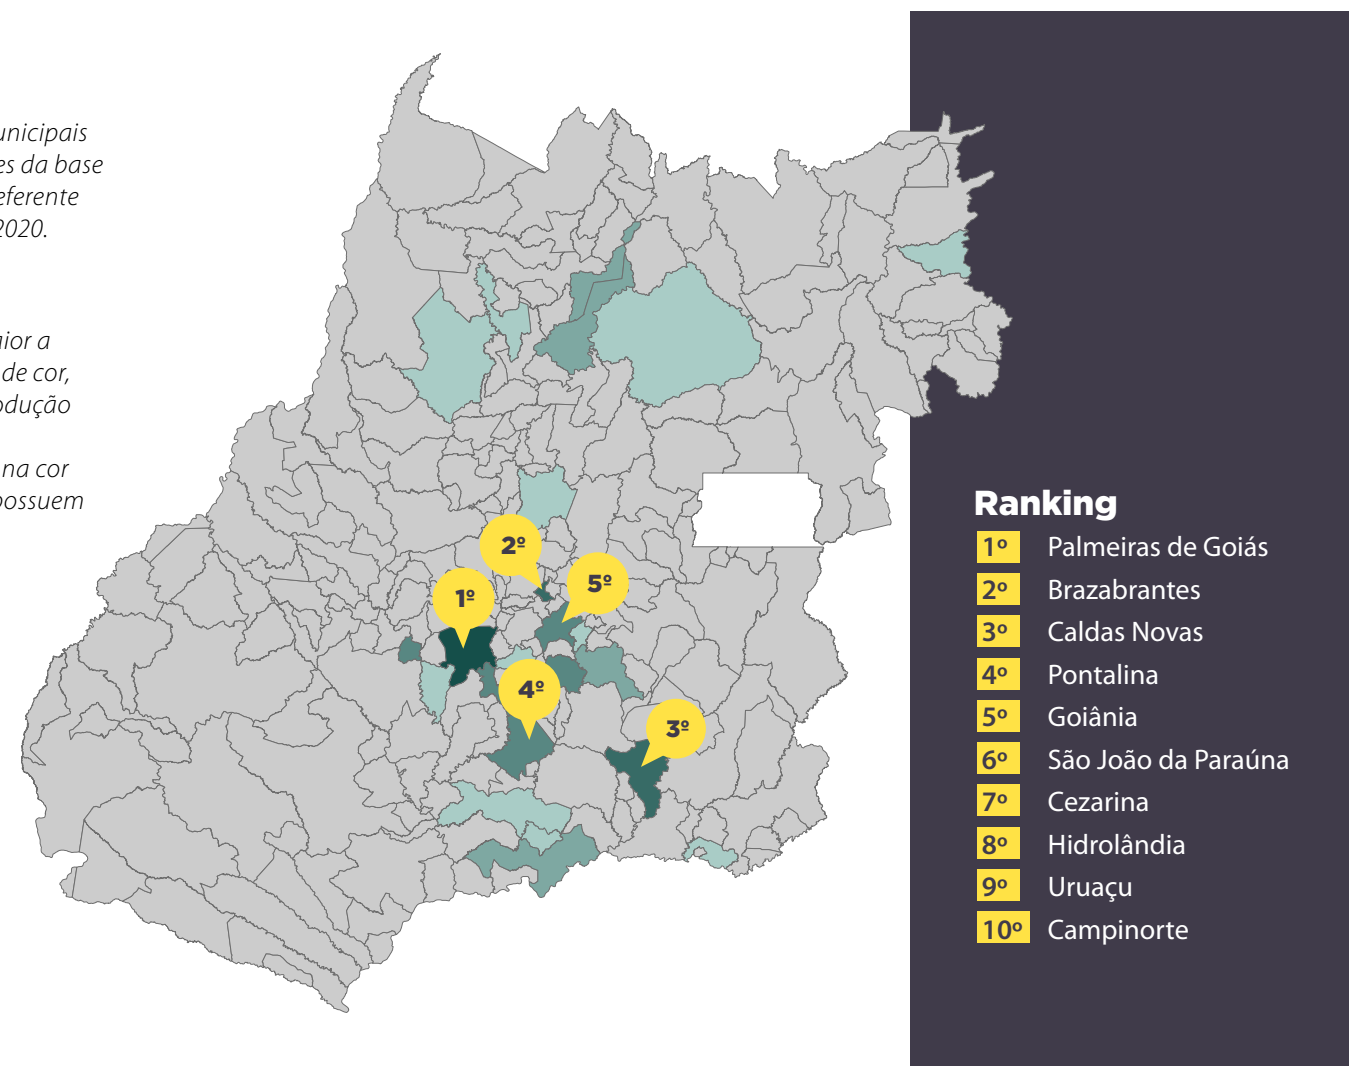 unicipais
es da base
eferente
2020.
aior a
de cor,
odução
na cor
possuem
2º
5º
1º
4º
3º
Ranking
1º Palmeiras de Goiás
2º Brazabrantes
3º Caldas Novas
4º Pontalina
5º Goiânia
6º São João da Paraúna
7º Cezarina
8º Hidrolândia
9º Uruaçu
10º Campinorte